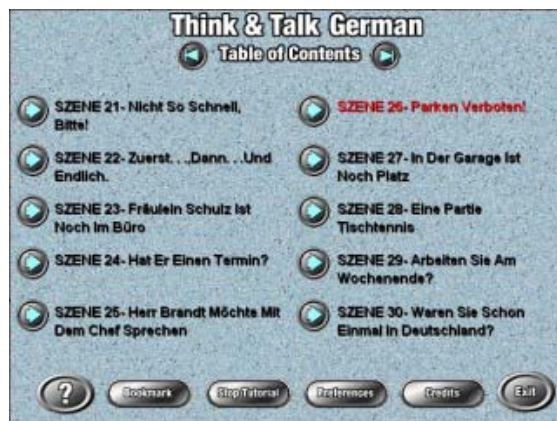 Think & Talk German
Table of Contents
SZENE 21- Nicht So Schnell,
Bitte!
SZENE 22- Zuerst. . .,Dann. . .Und
Endlich.
SZENE 23- Fräulein Schulz Ist
Noch Im Büro
SZENE 24- Hat Er Einen Termin?
SZENE 25- Herr Brandt Möchte Mit
Dem Chef Sprechen
SZENE 26- Parken Verboten!
SZENE 27- In Der Garage Ist
Noch Platz
SZENE 28- Eine Partie
Tischtennis
SZENE 29- Arbeiten Sie Am
Wochenende?
SZENE 30- Waren Sie Schon
Einmal In Deutschland?
?
Bookmark
Stop Tutorial
Preferences
Credits
Exit